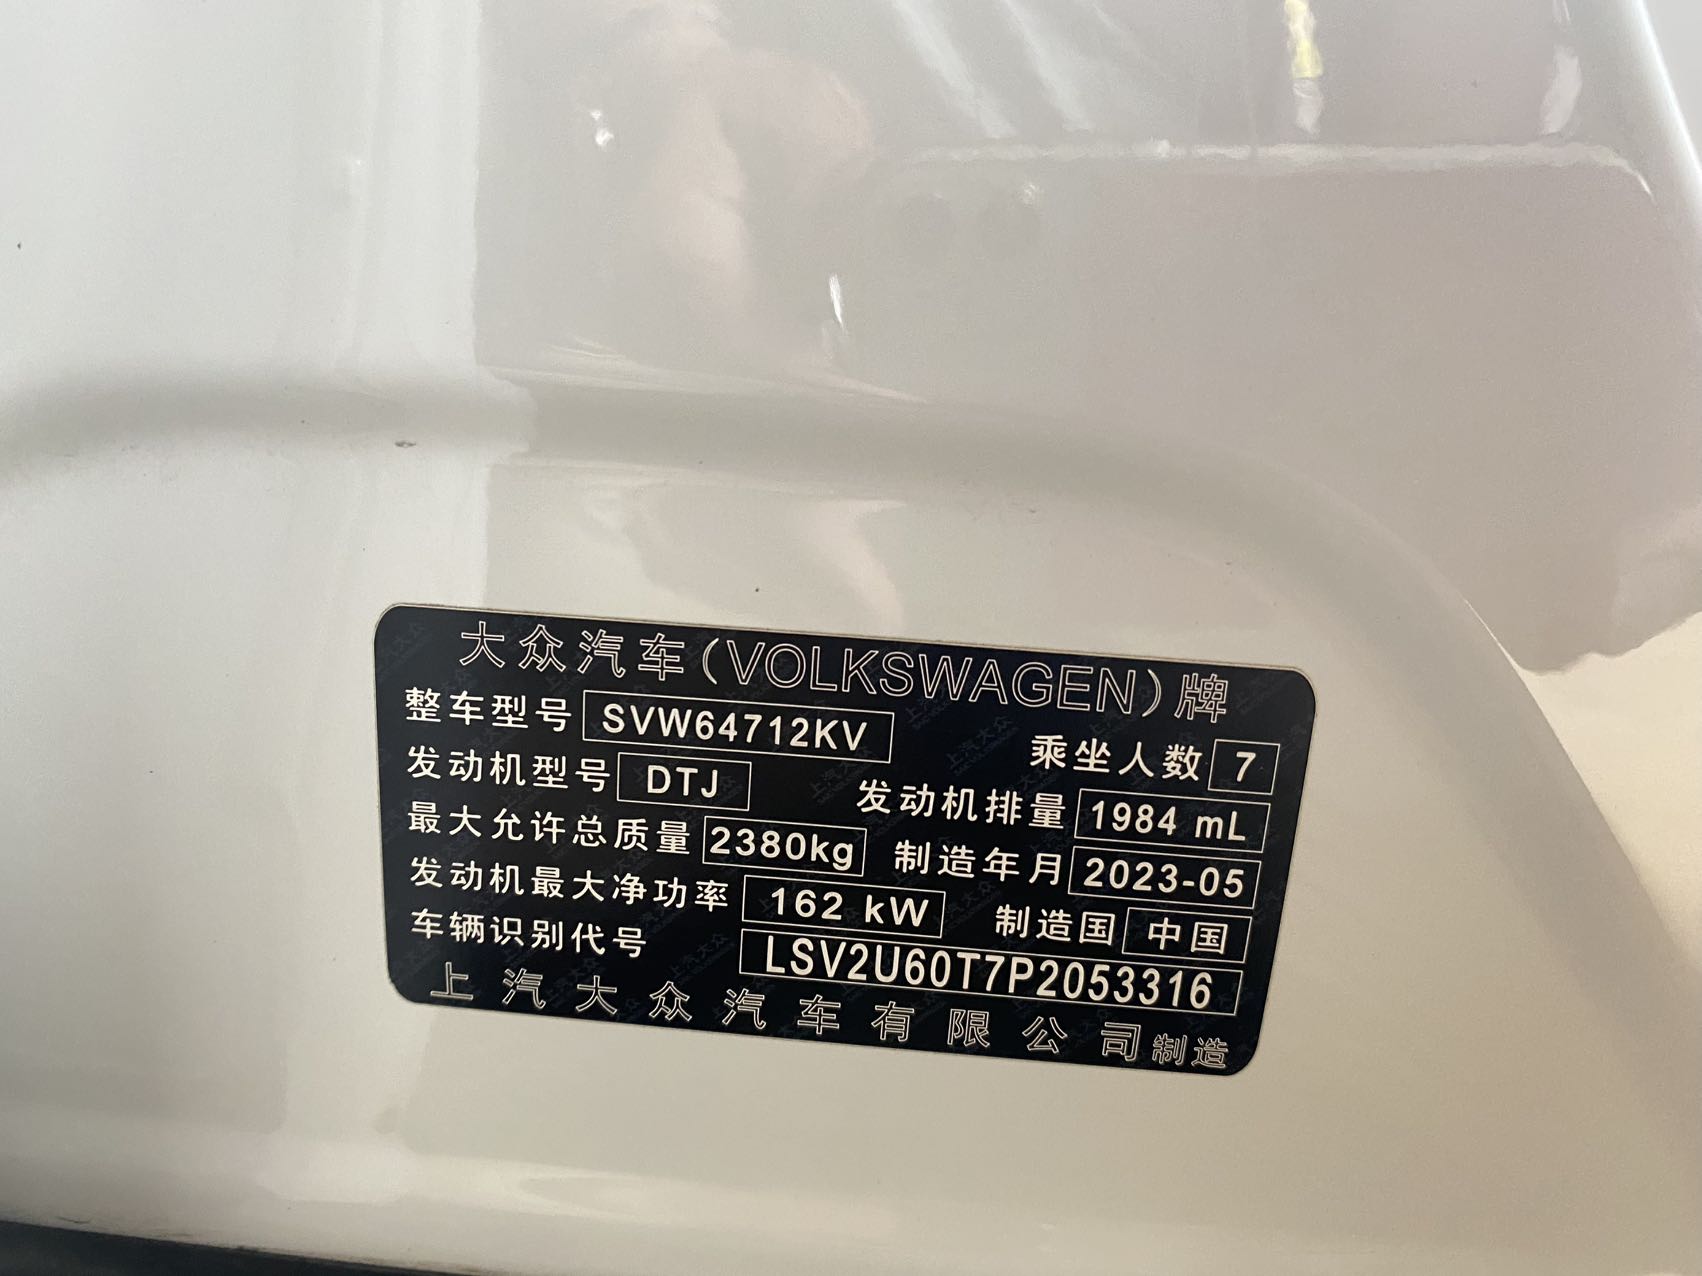 大众汽车(VOLKSWAGEN)牌
整车型号 SVW64712KV 乘坐人数 7
发动机型号 DTJ 发动机排量 1984 mL
最大允许总质量 2380kg 制造年月 2023-05
发动机最大净功率 162 kW 制造国 中国
车辆识别代号 LSV2U60T7P2053316
上汽大众汽车有限公司制造